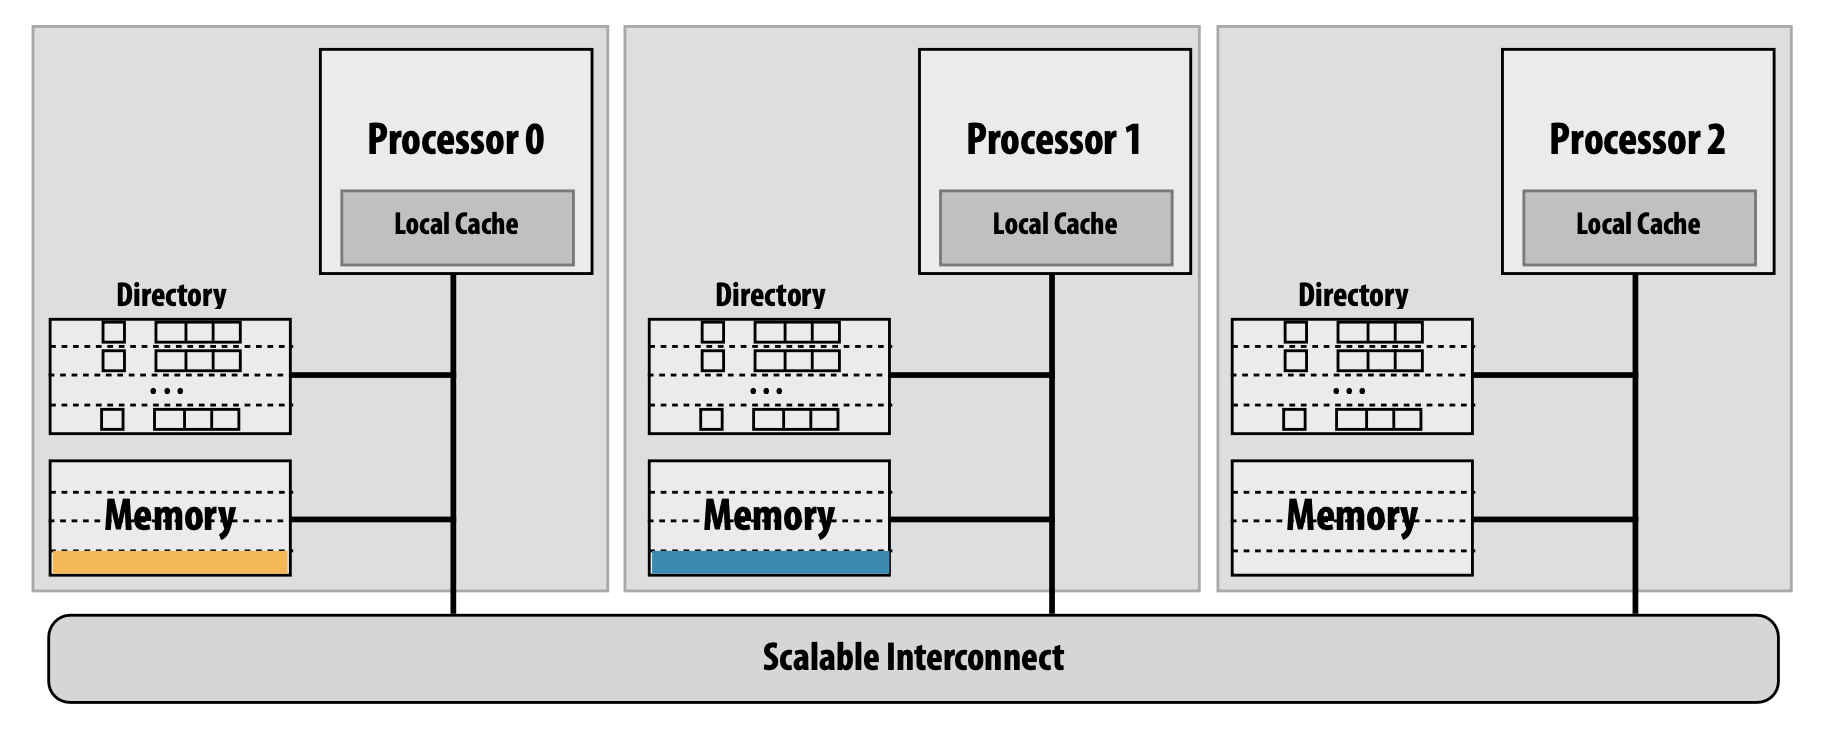 Processor 0
Local Cache
Directory
...
Memory
Processor 1
Local Cache
Directory
...
Memory
Processor 2
Local Cache
Directory
...
Memory
Scalable Interconnect